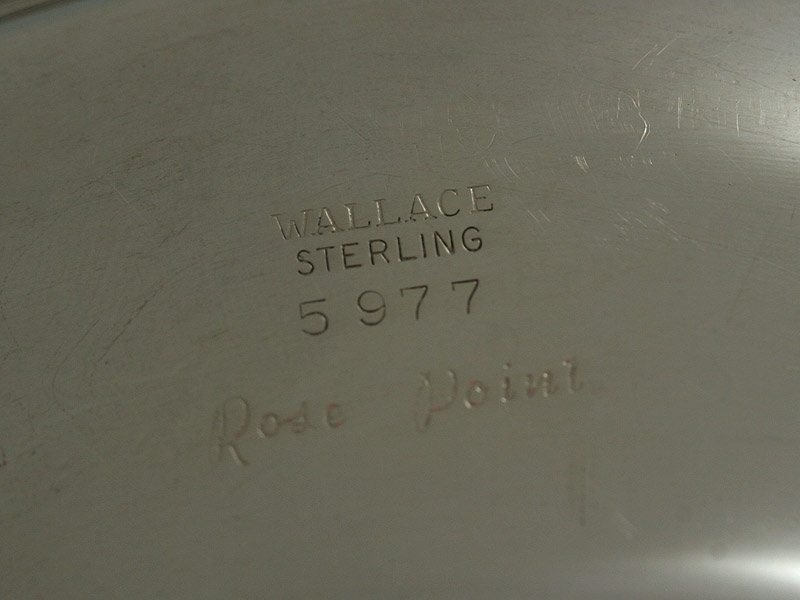 WALLACE
STERLING
5977
Rose Point